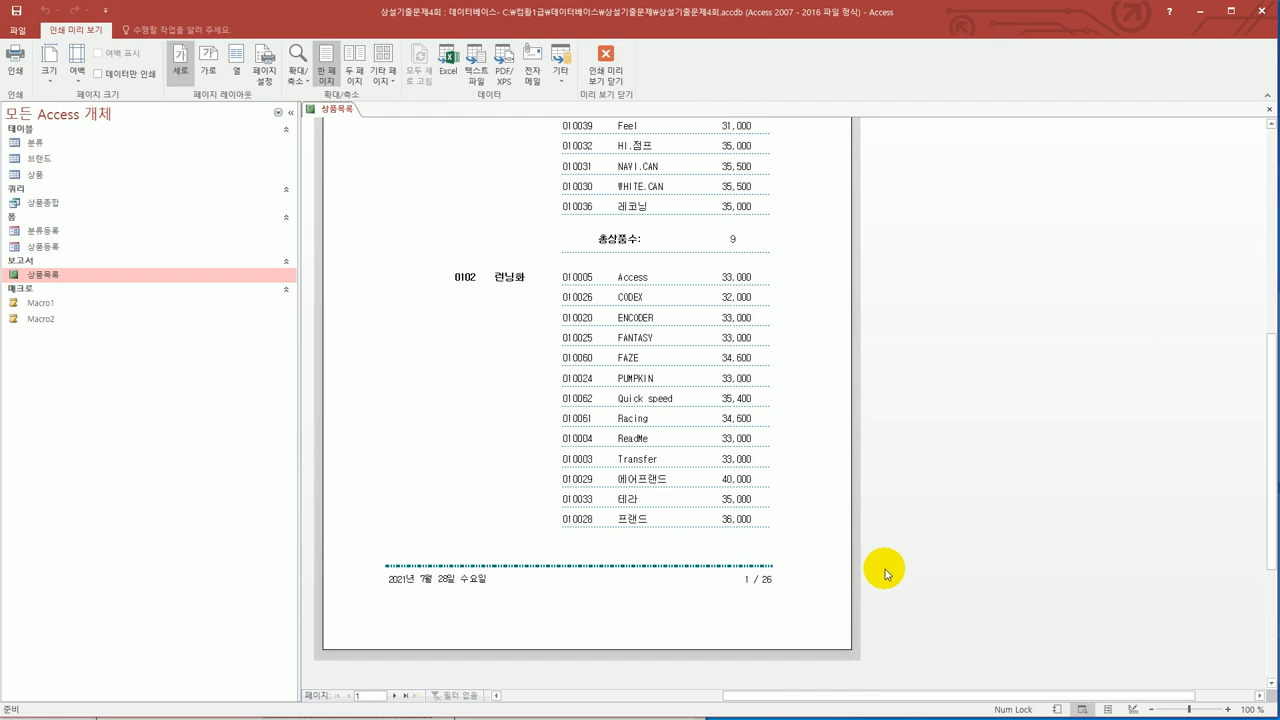 상설기출문제4회 : 데이터베이스- C:₩컴활1급₩데이터베이스₩상설기출문제₩상설기출문제4회.accdb (Access 2007 - 2016 파일 형식) - Access
파일 인쇄 미리 보기 수행할 작업을 알려 주세요.
인쇄
크기
여백
여백 표시
데이터만 인쇄
세로
가로
열
페이지 설정
확대/축소
한 페이지
두 페이지
기타 페이지
모두 새로 고침
Excel
텍스트 파일
PDF/XPS
전자 메일
기타
인쇄 미리 보기 닫기
인쇄 페이지 크기 페이지 레이아웃 확대/축소 데이터 미리 보기 닫기
모든 Access 개체
테이블
분류
브랜드
상품
쿼리
상품종합
폼
분류등록
상품등록
보고서
상품목록
매크로
Macro1
Macro2
상품목록
010039 Feel 31,000
010032 HI.점프 35,000
010031 NAVI.CAN 35,500
010030 WHITE.CAN 35,500
010036 레코닝 35,000
총상품수: 9
0102 런닝화 010005 Access 33,000
010026 CODEX 32,000
010020 ENCODER 33,000
010025 FANTASY 33,000
010060 FAZE 34,600
010024 PUMPKIN 33,000
010062 Quick speed 35,400
010061 Racing 34,600
010004 ReadMe 33,000
010003 Transfer 33,000
010029 에어프랜드 40,000
010033 테라 35,000
010028 프랜드 36,000
2021년 7월 28일 수요일 1 / 26
페이지: 1 필터 없음
준비 Num Lock 100 %